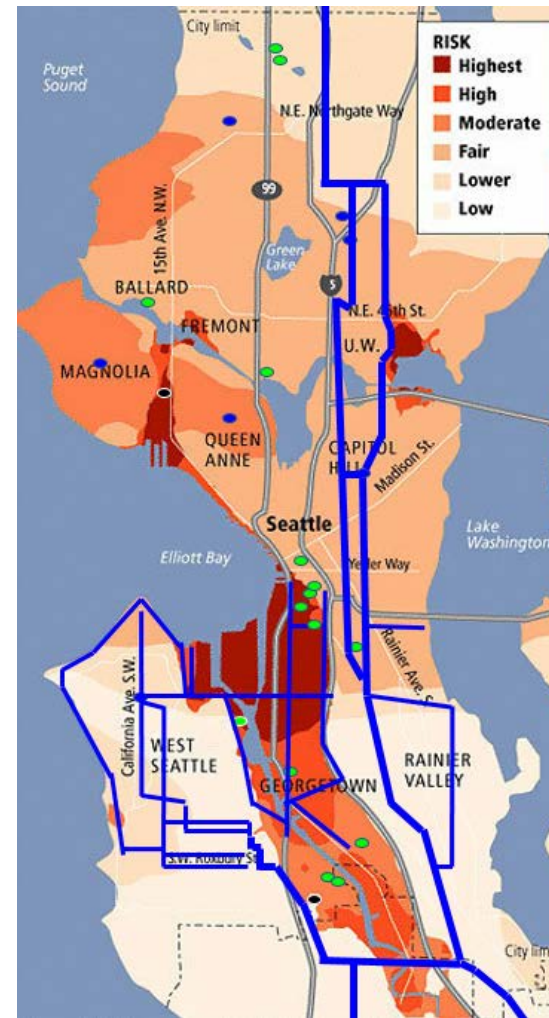 City limit
RISK
Highest
High
Moderate
Fair
Lower
Low
Puget
Sound
N.E. Northgate Way
99
15th Ave. N.W.
Green
Lake
5
BALLARD
N.E. 45th St.
FREMONT
U.W.
MAGNOLIA
QUEEN
ANNE
CAPITOL
HILL
Madison St.
Seattle
Lake
Washington
Elliott Bay
Yesler Way
Rainier Ave. S.
California Ave. S.W.
WEST
SEATTLE
RAINIER
VALLEY
GEORGETOWN
S.W. Roxbury St.
City lim